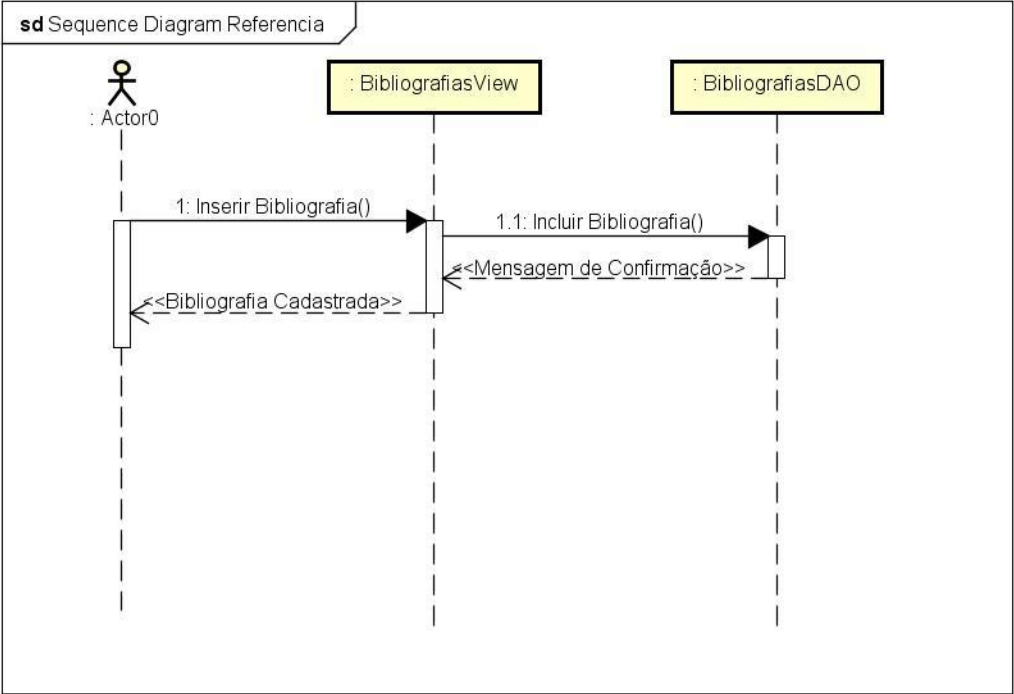 sd Sequence Diagram Referencia
: Actor0
: BibliografiasView
: BibliografiasDAO
1: Inserir Bibliografia()
1.1: Incluir Bibliografia()
<<Mensagem de Confirmação>>
<<Bibliografia Cadastrada>>